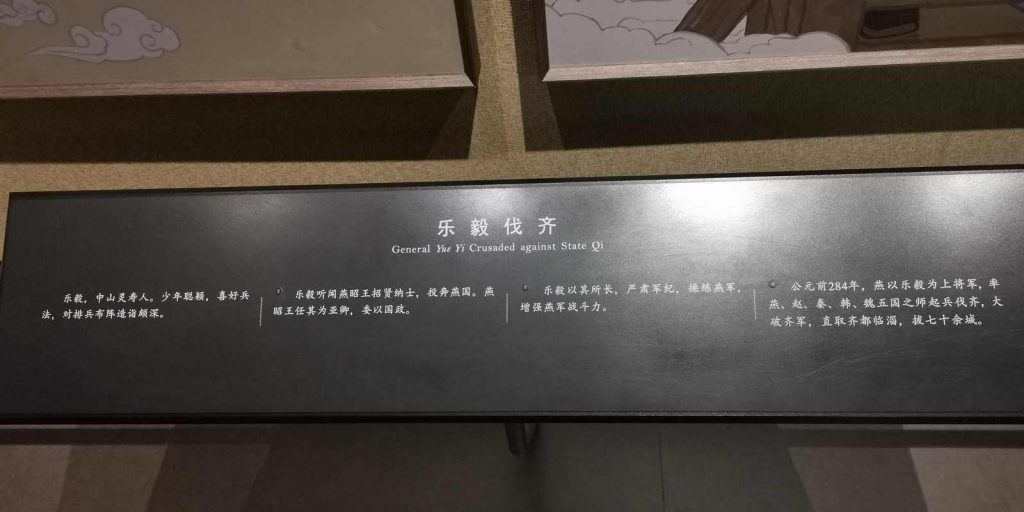 乐毅伐齐
General Yue Yi Crusaded against State Qi
乐毅，中山灵寿人。少年聪颖，喜好兵
法，对排兵布阵造诣颇深。
乐毅听闻燕昭王招贤纳士，投奔燕国。燕
昭王任其为亚卿，委以国政。
乐毅以其所长，严肃军纪，操练燕军，
增强燕军战斗力。
公元前284年，燕以乐毅为上将军，率
燕、赵、秦、韩、魏五国之师起兵伐齐，大
破齐军，直取齐都临淄，拔七十余城。